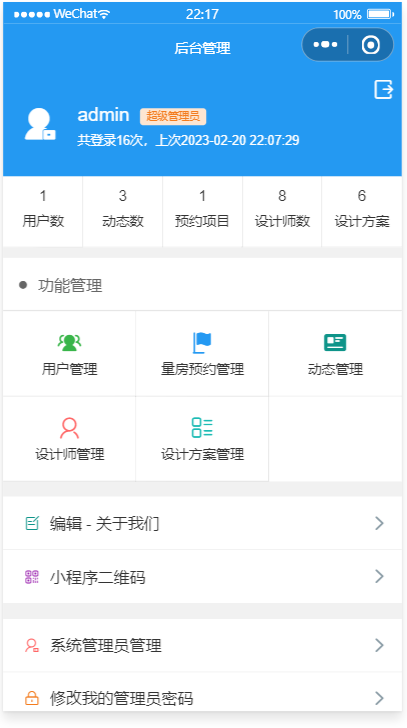 WeChat 22:17 100%
后台管理
admin 超级管理员
共登录16次，上次2023-02-20 22:07:29
1 3 1 8 6
用户数 动态数 预约项目 设计师数 设计方案
功能管理
用户管理 量房预约管理 动态管理
设计师管理 设计方案管理
编辑 - 关于我们
小程序二维码
系统管理员管理
修改我的管理员密码